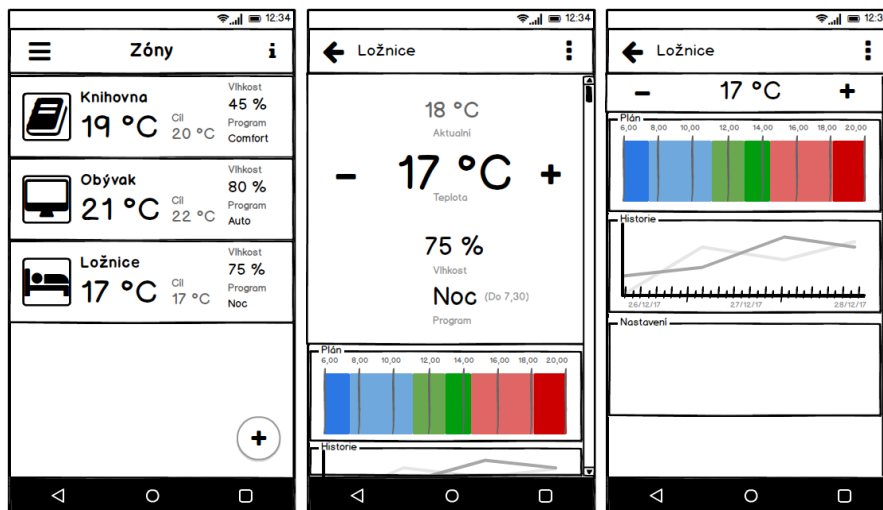 12:34
Zóny
i
Knihovna
19 °C
Cíl
20 °C
Vlhkost
45 %
Program
Comfort
Obývak
21 °C
Cíl
22 °C
Vlhkost
80 %
Program
Auto
Ložnice
17 °C
Cíl
17 °C
Vlhkost
75 %
Program
Noc
+
12:34
Ložnice
18 °C
Aktualní
- 17 °C +
Teplota
75 %
Vlhkost
Noc (Do 7,30)
Program
Plán
6,00 8,00 10,00 12,00 14,00 16,00 18,00 20,00
Historie
12:34
Ložnice
- 17 °C +
Plán
6,00 8,00 10,00 12,00 14,00 16,00 18,00 20,00
Historie
26/12/17 27/12/17 28/12/17
Nastavení